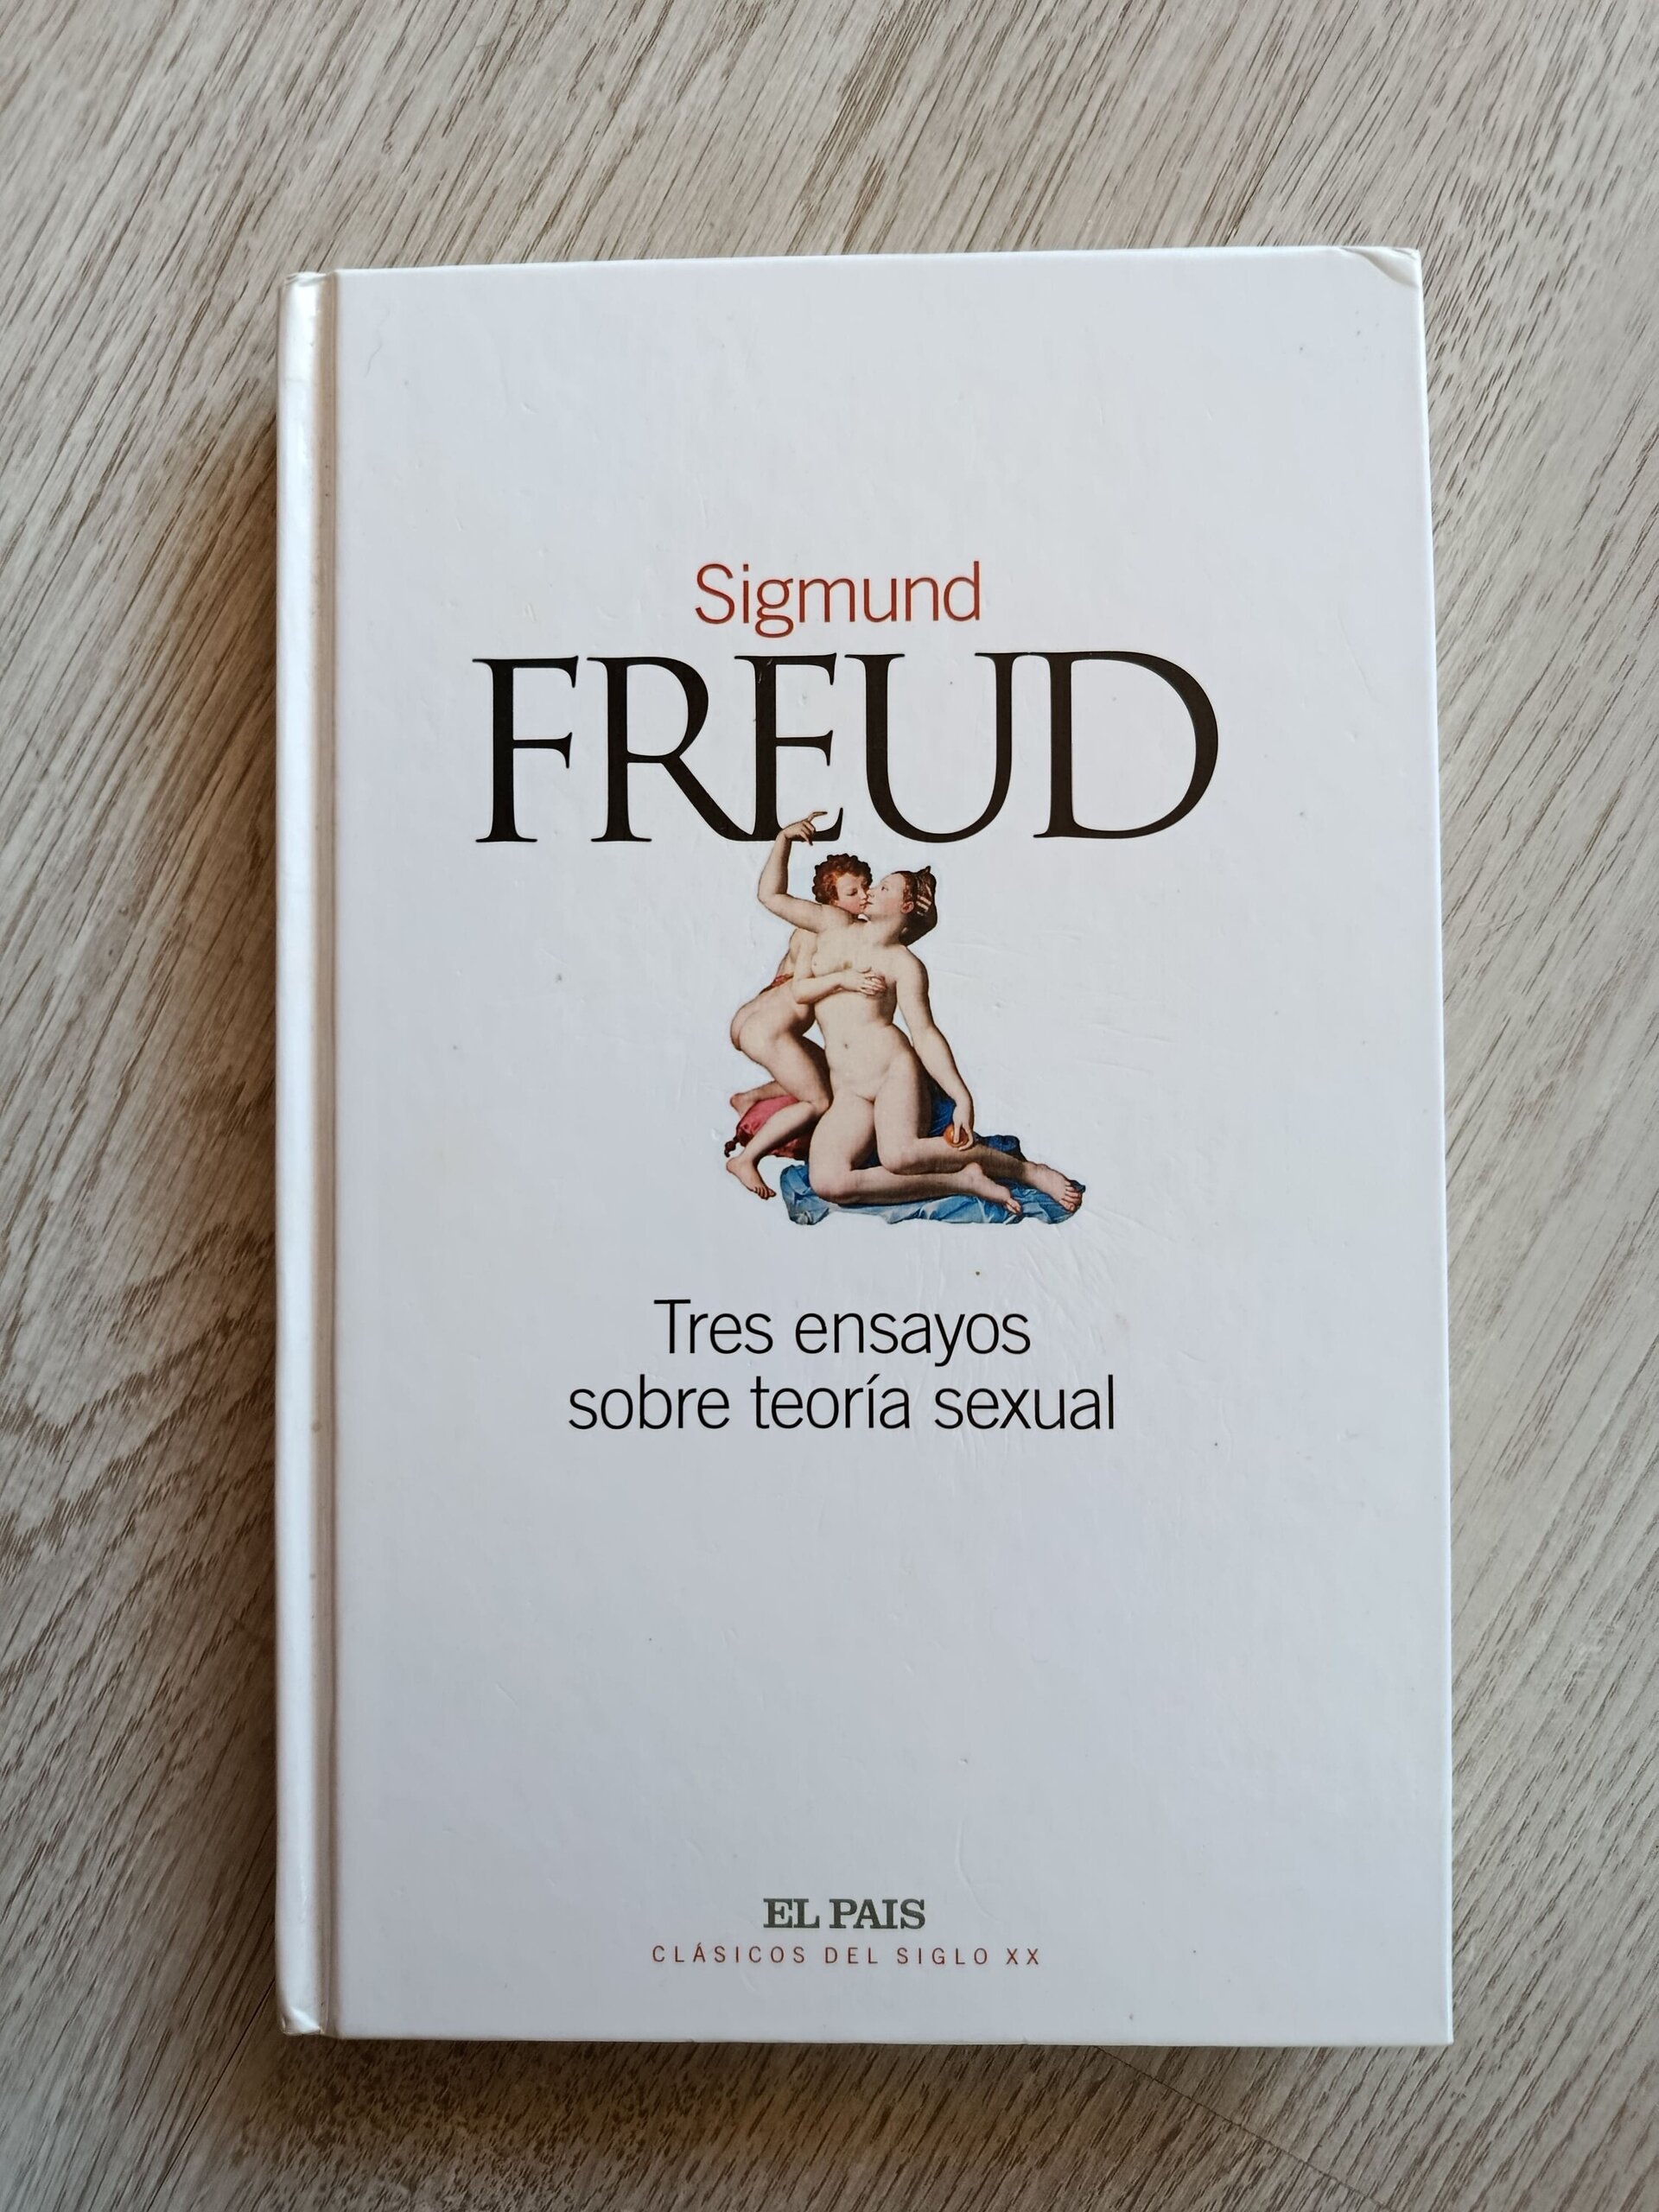 Sigmund
FREUD
Tres ensayos
sobre teoría sexual
EL PAIS
CLÁSICOS DEL SIGLO XX